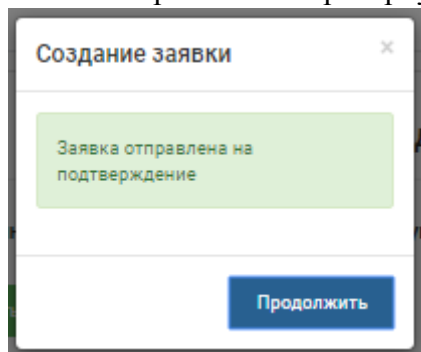 Создание заявки
×
Заявка отправлена на
подтверждение
Продолжить